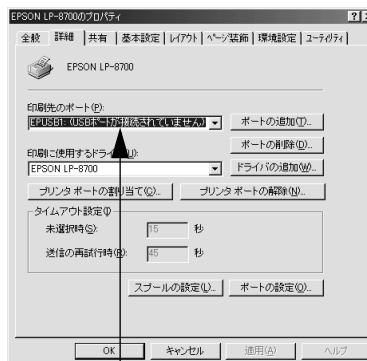 EPSON LP-8700のプロパティ
全般 詳細 共有 基本設定 レイアウト ページ装飾 環境設定 ユーティリティ
EPSON LP-8700
印刷先のポート(P):
EPUSB1: (USBポートが接続されていません) ポートの追加(T)...
ポートの削除(D)...
印刷に使用するドライバ(U):
EPSON LP-8700 ドライバの追加(W)...
プリンタ ポートの割り当て(C)... プリンタ ポートの解除(N)...
タイムアウト設定
未選択時(S): 15 秒
送信の再試行時(R): 45 秒
スプールの設定(L)... ポートの設定(O)...
OK キャンセル 適用(A) ヘルプ